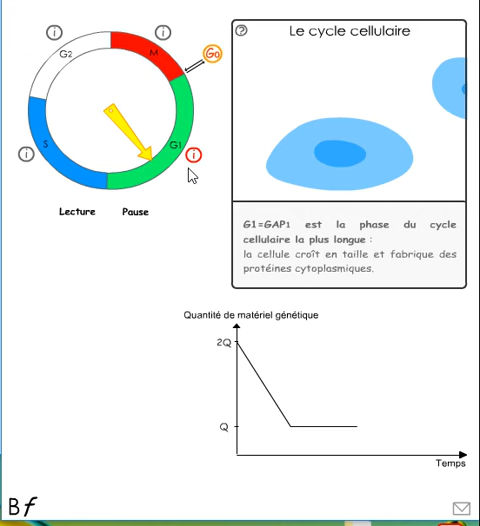 i
i
?
Le cycle cellulaire
G2
M
G0
S
G1
i
i
Lecture
Pause
G1=GAP1 est la phase du cycle
cellulaire la plus longue :
la cellule croît en taille et fabrique des
protéines cytoplasmiques.
Quantité de matériel génétique
2Q
Q
Temps
Bf